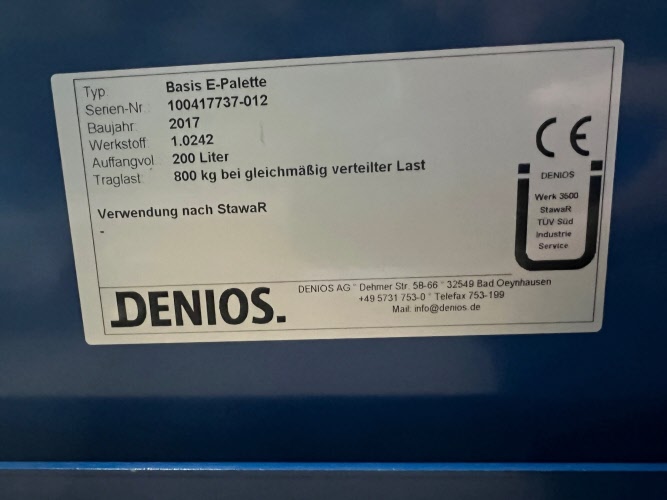 Typ: Basis E-Palette
Serien-Nr.: 100417737-012
Baujahr: 2017
Werkstoff: 1.0242
Auffangvol.: 200 Liter
Traglast: 800 kg bei gleichmäßig verteilter Last
Verwendung nach StawaR
-
CE
DENIOS
Werk 3500
StawaR
TÜV Süd
Industrie
Service
DENIOS.
DENIOS AG * Dehmer Str. 58-66 * 32549 Bad Oeynhausen
+49 5731 753-0 * Telefax 753-199
Mail: info@denios.de